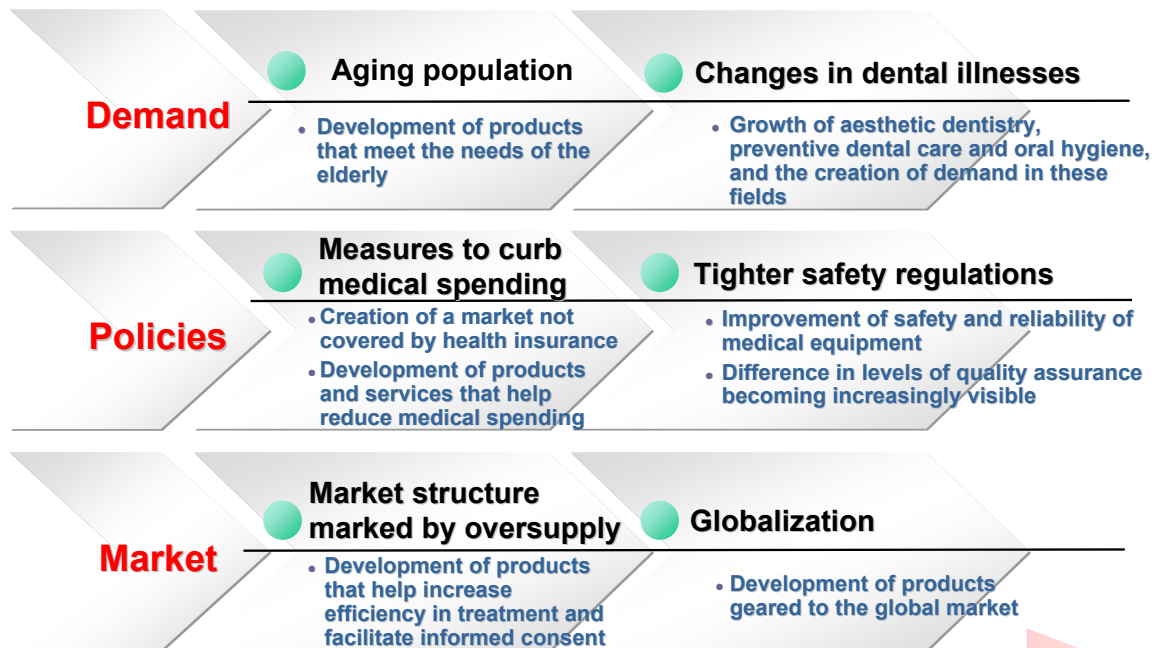 Demand
Aging population
• Development of products
that meet the needs of the
elderly
Changes in dental illnesses
• Growth of aesthetic dentistry,
preventive dental care and oral hygiene,
and the creation of demand in these
fields
Policies
Measures to curb
medical spending
• Creation of a market not
covered by health insurance
• Development of products
and services that help
reduce medical spending
Tighter safety regulations
• Improvement of safety and reliability of
medical equipment
• Difference in levels of quality assurance
becoming increasingly visible
Market
Market structure
marked by oversupply
• Development of products
that help increase
efficiency in treatment and
facilitate informed consent
Globalization
• Development of products
geared to the global market